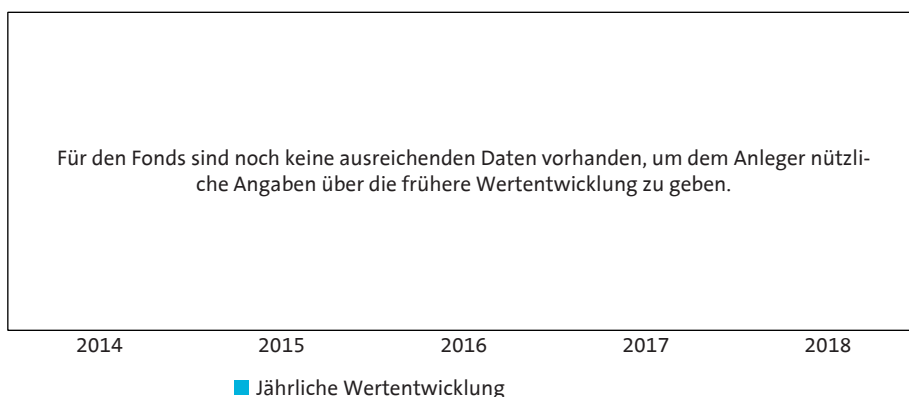 Für den Fonds sind noch keine ausreichenden Daten vorhanden, um dem Anleger nützli-
che Angaben über die frühere Wertentwicklung zu geben.
2014 2015 2016 2017 2018
Jährliche Wertentwicklung